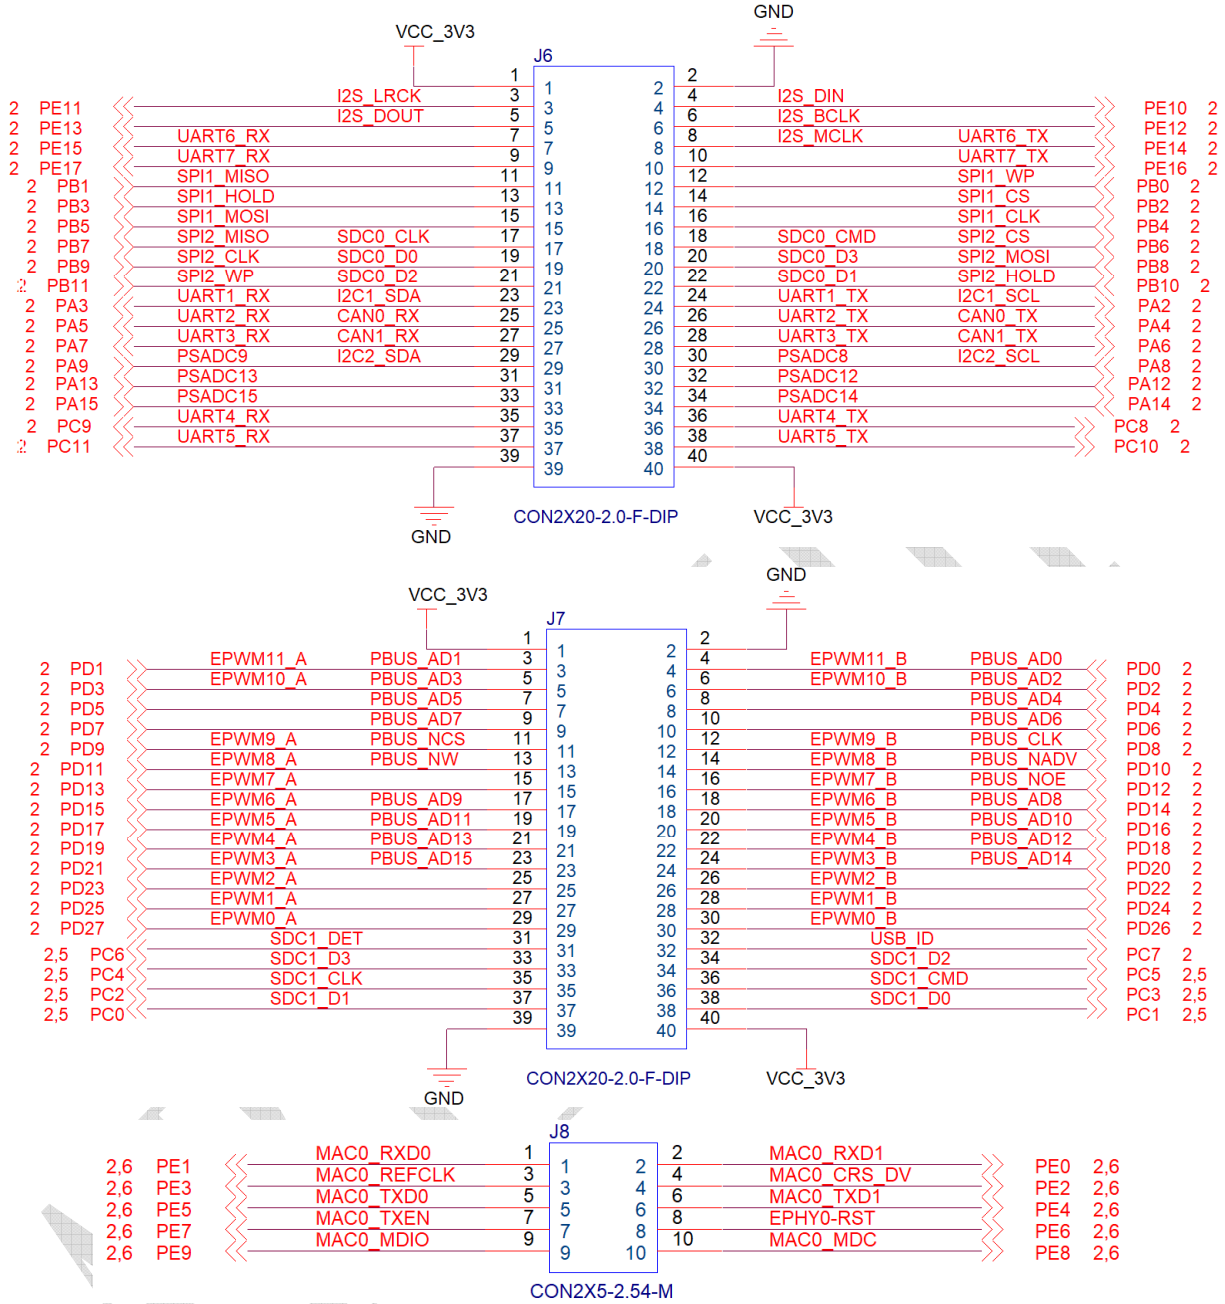 GND
VCC_3V3
J6
1 1 2 2
2 PE11 I2S_LRCK 3 3 4 4 I2S_DIN PE10 2
2 PE13 I2S_DOUT 5 5 6 6 I2S_BCLK PE12 2
2 PE15 UART6_RX 7 7 8 8 I2S_MCLK UART6_TX PE14 2
2 PE17 UART7_RX 9 9 10 10 UART7_TX PE16 2
2 PB1 SPI1_MISO 11 11 12 12 SPI1_WP PB0 2
2 PB3 SPI1_HOLD 13 13 14 14 SPI1_CS PB2 2
2 PB5 SPI1_MOSI 15 15 16 16 SPI1_CLK PB4 2
2 PB7 SPI2_MISO SDC0_CLK 17 17 18 18 SDC0_CMD SPI2_CS PB6 2
2 PB9 SPI2_CLK SDC0_D0 19 19 20 20 SDC0_D3 SPI2_MOSI PB8 2
2 PB11 SPI2_WP SDC0_D2 21 21 22 22 SDC0_D1 SPI2_HOLD PB10 2
2 PA3 UART1_RX I2C1_SDA 23 23 24 24 UART1_TX I2C1_SCL PA2 2
2 PA5 UART2_RX CAN0_RX 25 25 26 26 UART2_TX CAN0_TX PA4 2
2 PA7 UART3_RX CAN1_RX 27 27 28 28 UART3_TX CAN1_TX PA6 2
2 PA9 PSADC9 I2C2_SDA 29 29 30 30 PSADC8 I2C2_SCL PA8 2
2 PA13 PSADC13 31 31 32 32 PSADC12 PA12 2
2 PA15 PSADC15 33 33 34 34 PSADC14 PA14 2
2 PC9 UART4_RX 35 35 36 36 UART4_TX PC8 2
2 PC11 UART5_RX 37 37 38 38 UART5_TX PC10 2
39 39 40 40
CON2X20-2.0-F-DIP
VCC_3V3
GND
GND
VCC_3V3
J7
1 1 2 2
2 PD1 EPWM11_A PBUS_AD1 3 3 4 4 EPWM11_B PBUS_AD0 PD0 2
2 PD3 EPWM10_A PBUS_AD3 5 5 6 6 EPWM10_B PBUS_AD2 PD2 2
2 PD5 PBUS_AD5 7 7 8 8 PBUS_AD4 PD4 2
2 PD7 PBUS_AD7 9 9 10 10 PBUS_AD6 PD6 2
2 PD9 EPWM9_A PBUS_NCS 11 11 12 12 EPWM9_B PBUS_CLK PD8 2
2 PD11 EPWM8_A PBUS_NW 13 13 14 14 EPWM8_B PBUS_NADV PD10 2
2 PD13 EPWM7_A 15 15 16 16 EPWM7_B PBUS_NOE PD12 2
2 PD15 EPWM6_A PBUS_AD9 17 17 18 18 EPWM6_B PBUS_AD8 PD14 2
2 PD17 EPWM5_A PBUS_AD11 19 19 20 20 EPWM5_B PBUS_AD10 PD16 2
2 PD19 EPWM4_A PBUS_AD13 21 21 22 22 EPWM4_B PBUS_AD12 PD18 2
2 PD21 EPWM3_A PBUS_AD15 23 23 24 24 EPWM3_B PBUS_AD14 PD20 2
2 PD23 EPWM2_A 25 25 26 26 EPWM2_B PD22 2
2 PD25 EPWM1_A 27 27 28 28 EPWM1_B PD24 2
2 PD27 EPWM0_A 29 29 30 30 EPWM0_B PD26 2
2,5 PC6 SDC1_DET 31 31 32 32 USB_ID PC7 2
2,5 PC4 SDC1_D3 33 33 34 34 SDC1_D2 PC5 2,5
2,5 PC2 SDC1_CLK 35 35 36 36 SDC1_CMD PC3 2,5
2,5 PC0 SDC1_D1 37 37 38 38 SDC1_D0 PC1 2,5
39 39 40 40
CON2X20-2.0-F-DIP
VCC_3V3
GND
J8
2,6 PE1 MAC0_RXD0 1 1 2 2 MAC0_RXD1 PE0 2,6
2,6 PE3 MAC0_REFCLK 3 3 4 4 MAC0_CRS_DV PE2 2,6
2,6 PE5 MAC0_TXD0 5 5 6 6 MAC0_TXD1 PE4 2,6
2,6 PE7 MAC0_TXEN 7 7 8 8 EPHY0-RST PE6 2,6
2,6 PE9 MAC0_MDIO 9 9 10 10 MAC0_MDC PE8 2,6
CON2X5-2.54-M